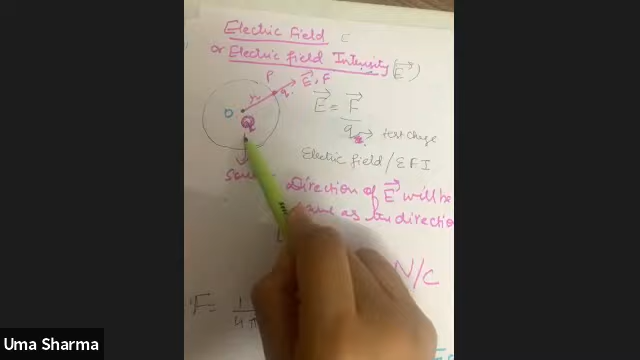 Electric Field E
or Electric field Intensity (E)
P E, F
r q.
O
Q
E = F
q → test charge
Electric field / EFI
Direction of E will be
same as the direction
N/C
F = 1
4π
Uma Sharma